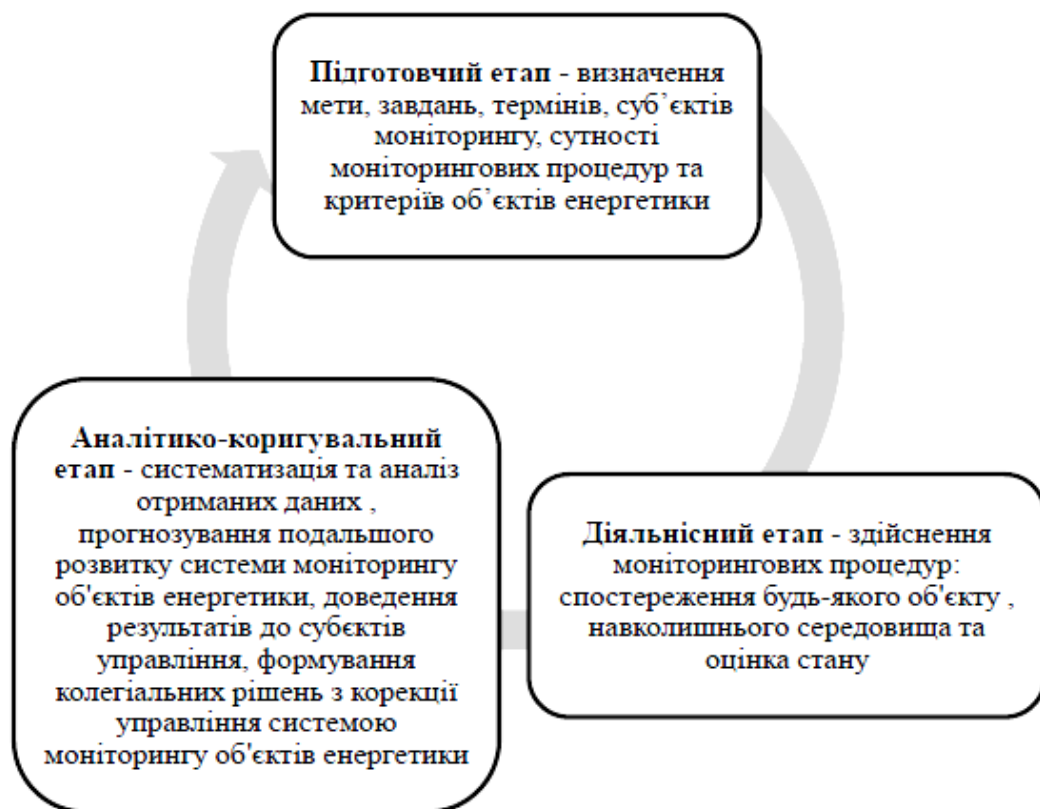 Підготовчий етап - визначення
мети, завдань, термінів, суб’єктів
моніторингу, сутності
моніторингових процедур та
критеріїв об’єктів енергетики
Аналітико-коригувальний
етап - систематизація та аналіз
отриманих даних ,
прогнозування подальшого
розвитку системи моніторингу
об'єктів енергетики, доведення
результатів до субєктів
управління, формування
колегіальних рішень з корекції
управління системою
моніторингу об'єктів енергетики
Діяльнісний етап - здійснення
моніторингових процедур:
спостереження будь-якого об'єкту ,
навколишнього середовища та
оцінка стану